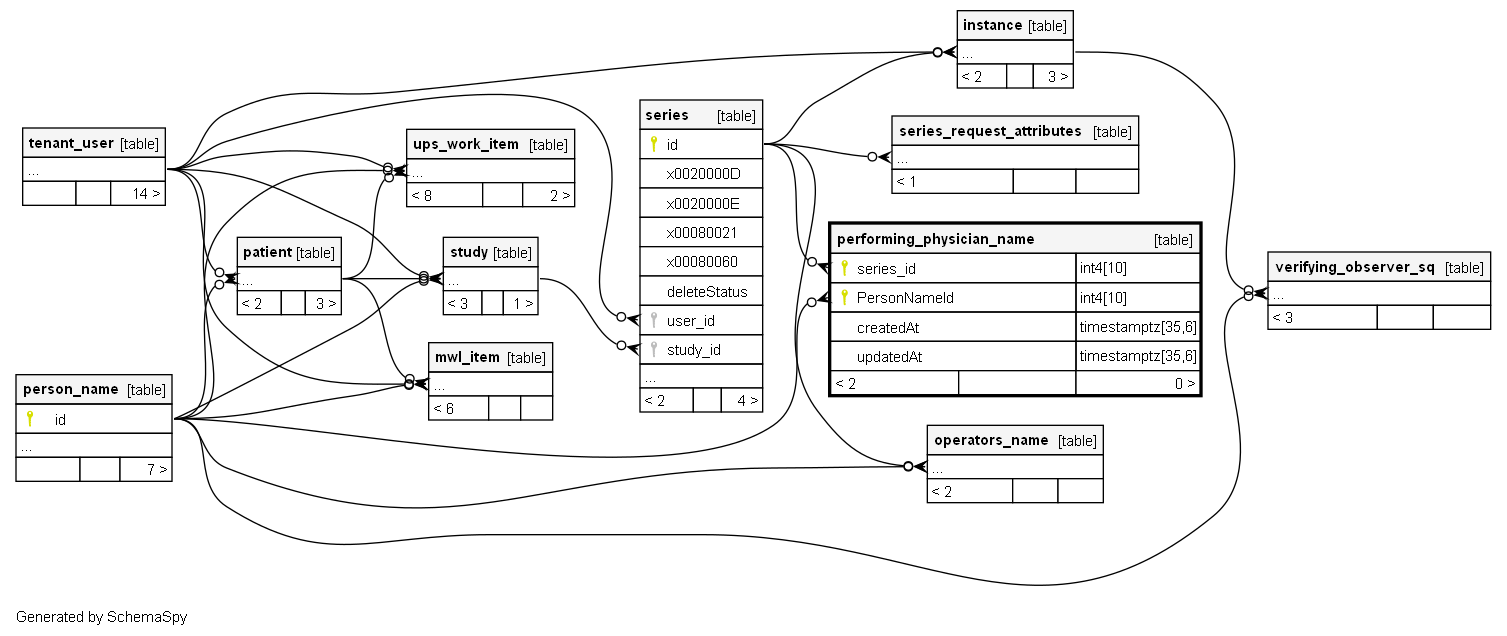 instance [table]
...
< 2 3 >
tenant_user [table]
...
14 >
ups_work_item [table]
...
< 8 2 >
series [table]
id
x0020000D
x0020000E
x00080021
x00080060
deleteStatus
user_id
study_id
...
< 2 4 >
series_request_attributes [table]
...
< 1
patient [table]
...
< 2 3 >
study [table]
...
< 3 1 >
performing_physician_name [table]
series_id int4[10]
PersonNameId int4[10]
createdAt timestamptz[35,6]
updatedAt timestamptz[35,6]
< 2 0 >
verifying_observer_sq [table]
...
< 3
mwl_item [table]
...
< 6
person_name [table]
id
...
7 >
operators_name [table]
...
< 2
Generated by SchemaSpy